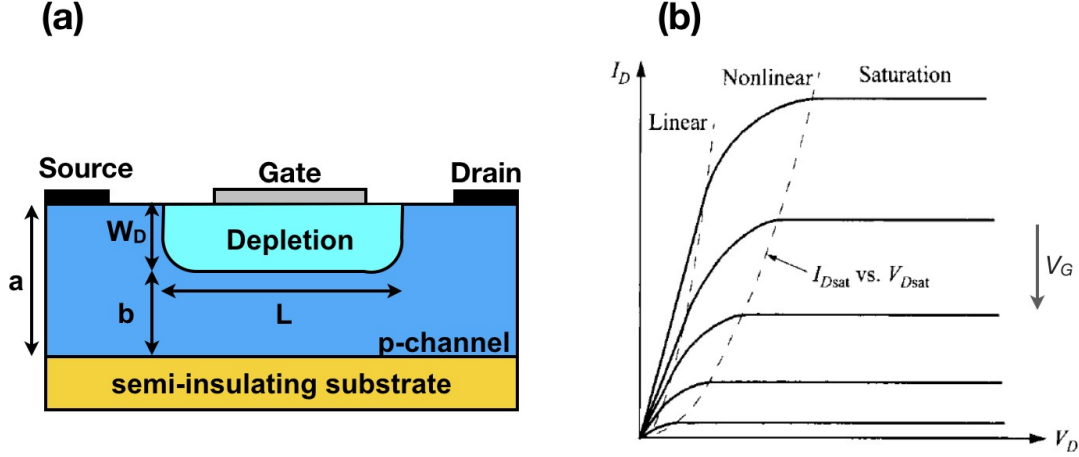 (a)
(b)
Source
Gate
Drain
W_D
Depletion
a
b
L
p-channel
semi-insulating substrate
I_D
Nonlinear
Saturation
Linear
I_Dsat vs. V_Dsat
V_G
V_D